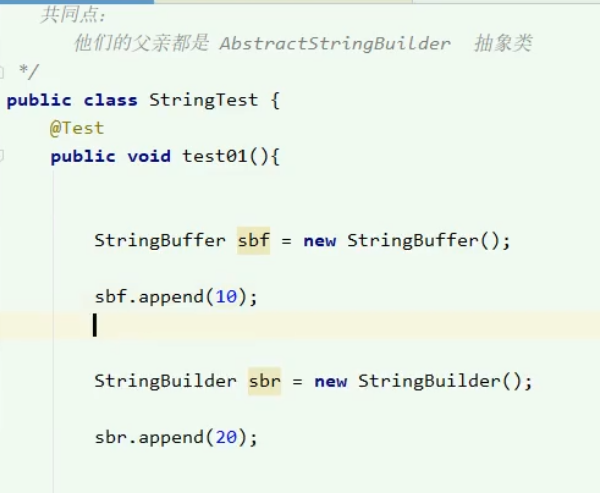 共同点：
他们的父亲都是 AbstractStringBuilder 抽象类
*/
public class StringTest {
@Test
public void test01(){
StringBuffer sbf = new StringBuffer();
sbf.append(10);
StringBuilder sbr = new StringBuilder();
sbr.append(20);